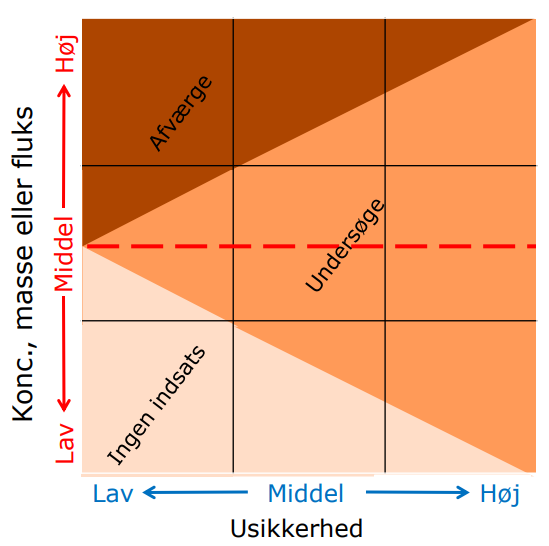 Konc., masse eller fluks
Høj
Middel
Lav
Afværge
Undersøge
Ingen indsats
Lav
Middel
Høj
Usikkerhed